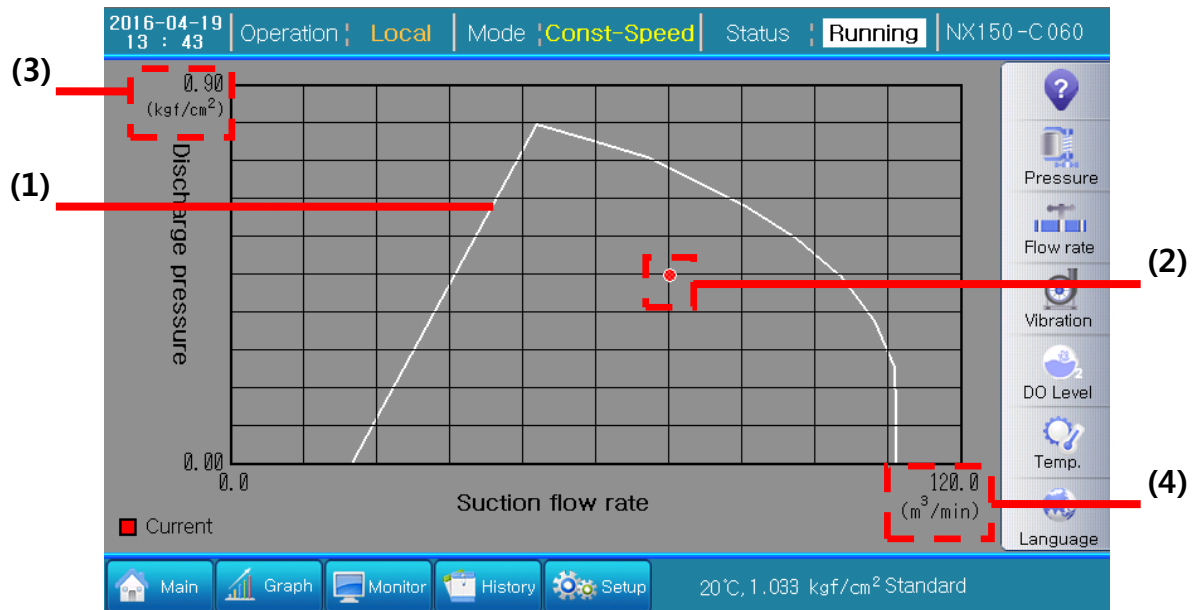 2016-04-19
13 : 43
Operation ¦ Local
Mode ¦ Const-Speed
Status ¦ Running
NX150-C060
(3)
0.90
(kgf/cm²)
(1)
Discharge pressure
(2)
0.00
0.0
Suction flow rate
120.0
(m³/min)
(4)
Current
?
Pressure
Flow rate
Vibration
2
DO Level
Temp.
Language
Main
Graph
Monitor
History
Setup
20℃, 1.033 kgf/cm² Standard